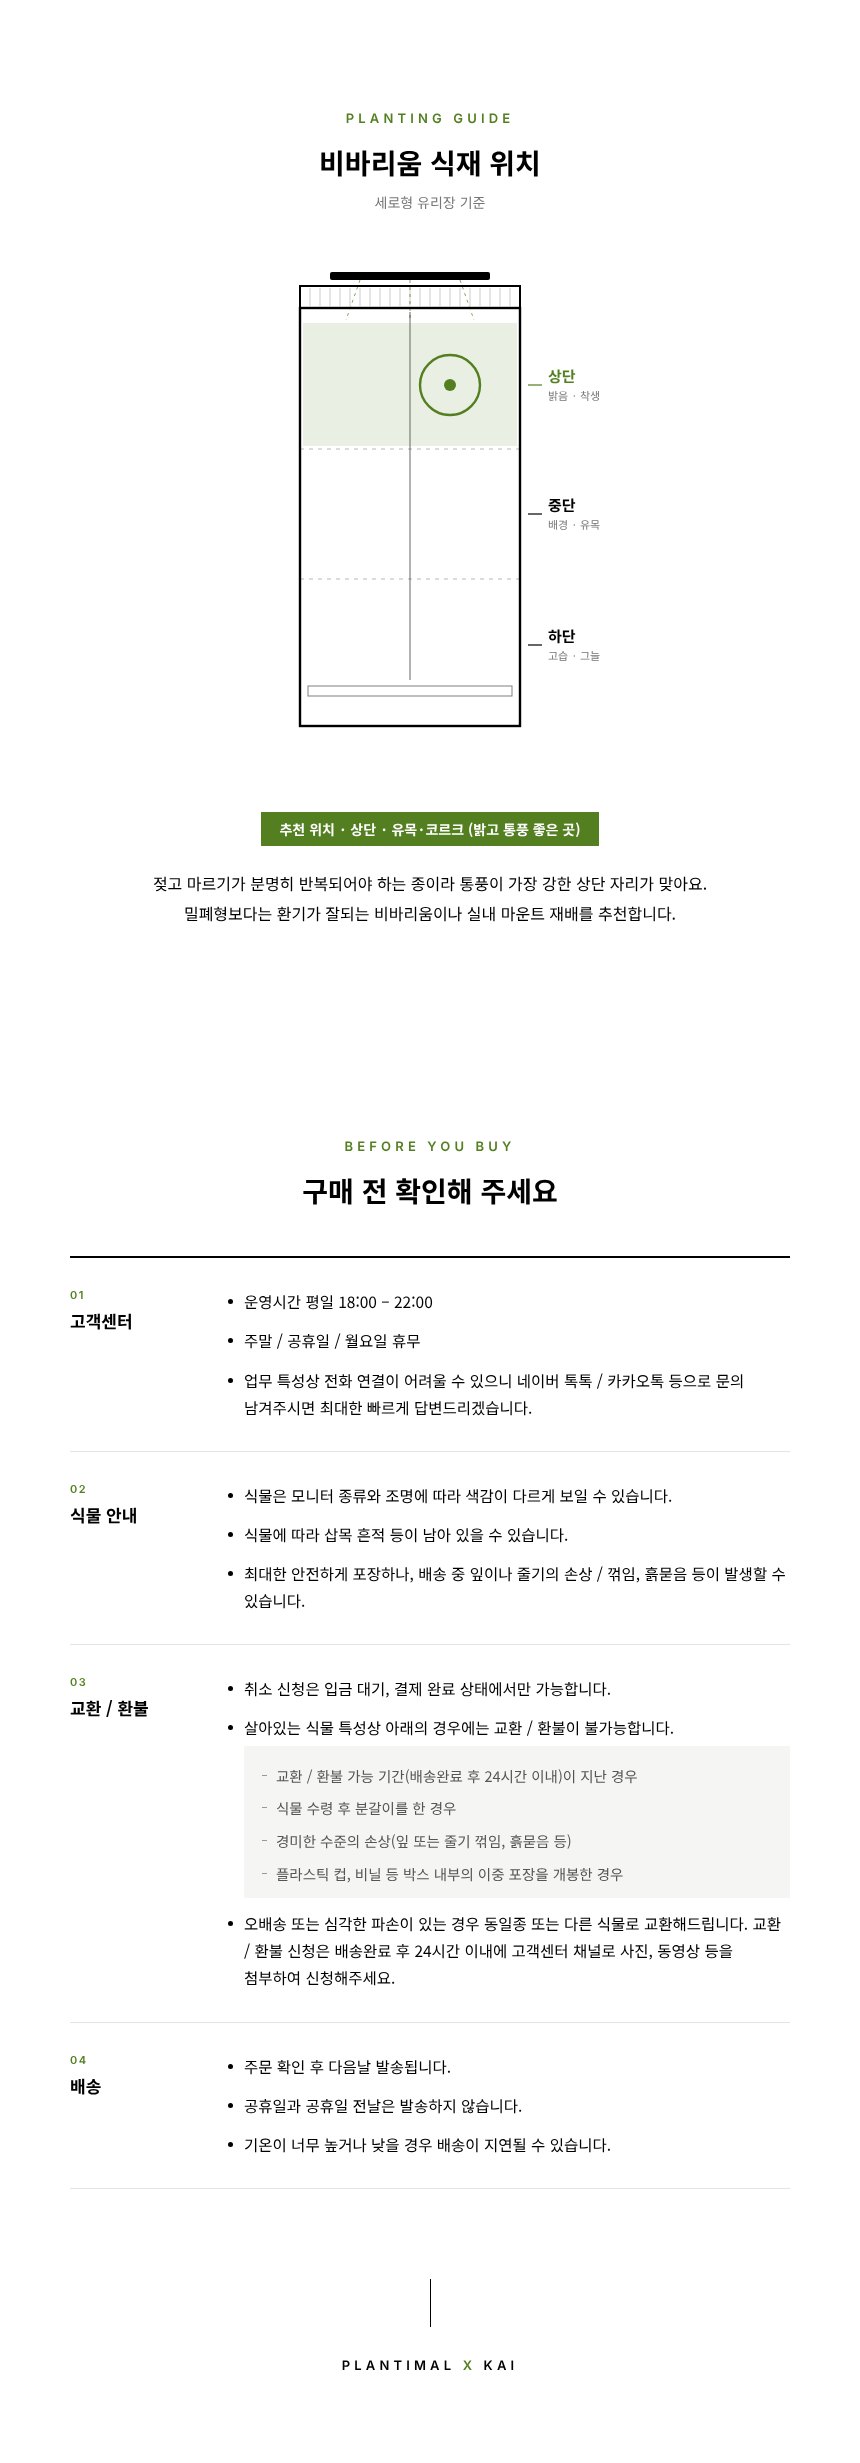 PLANTING GUIDE
비바리움 식재 위치
세로형 유리장 기준
상단
밝음 · 착생
중단
배경 · 유목
하단
고습 · 그늘
추천 위치 · 상단 · 유목·코르크 (밝고 통풍 좋은 곳)
젖고 마르기가 분명히 반복되어야 하는 종이라 통풍이 가장 강한 상단 자리가 맞아요.
밀폐형보다는 환기가 잘되는 비바리움이나 실내 마운트 재배를 추천합니다.
BEFORE YOU BUY
구매 전 확인해 주세요
01
고객센터
• 운영시간 평일 18:00 – 22:00
• 주말 / 공휴일 / 월요일 휴무
• 업무 특성상 전화 연결이 어려울 수 있으니 네이버 톡톡 / 카카오톡 등으로 문의
남겨주시면 최대한 빠르게 답변드리겠습니다.
02
식물 안내
• 식물은 모니터 종류와 조명에 따라 색감이 다르게 보일 수 있습니다.
• 식물에 따라 삽목 흔적 등이 남아 있을 수 있습니다.
• 최대한 안전하게 포장하나, 배송 중 잎이나 줄기의 손상 / 꺾임, 흙묻음 등이 발생할 수
있습니다.
03
교환 / 환불
• 취소 신청은 입금 대기, 결제 완료 상태에서만 가능합니다.
• 살아있는 식물 특성상 아래의 경우에는 교환 / 환불이 불가능합니다.
– 교환 / 환불 가능 기간(배송완료 후 24시간 이내)이 지난 경우
– 식물 수령 후 분갈이를 한 경우
– 경미한 수준의 손상(잎 또는 줄기 꺾임, 흙묻음 등)
– 플라스틱 컵, 비닐 등 박스 내부의 이중 포장을 개봉한 경우
• 오배송 또는 심각한 파손이 있는 경우 동일종 또는 다른 식물로 교환해드립니다. 교환
/ 환불 신청은 배송완료 후 24시간 이내에 고객센터 채널로 사진, 동영상 등을
첨부하여 신청해주세요.
04
배송
• 주문 확인 후 다음날 발송됩니다.
• 공휴일과 공휴일 전날은 발송하지 않습니다.
• 기온이 너무 높거나 낮을 경우 배송이 지연될 수 있습니다.
PLANTIMAL X KAI